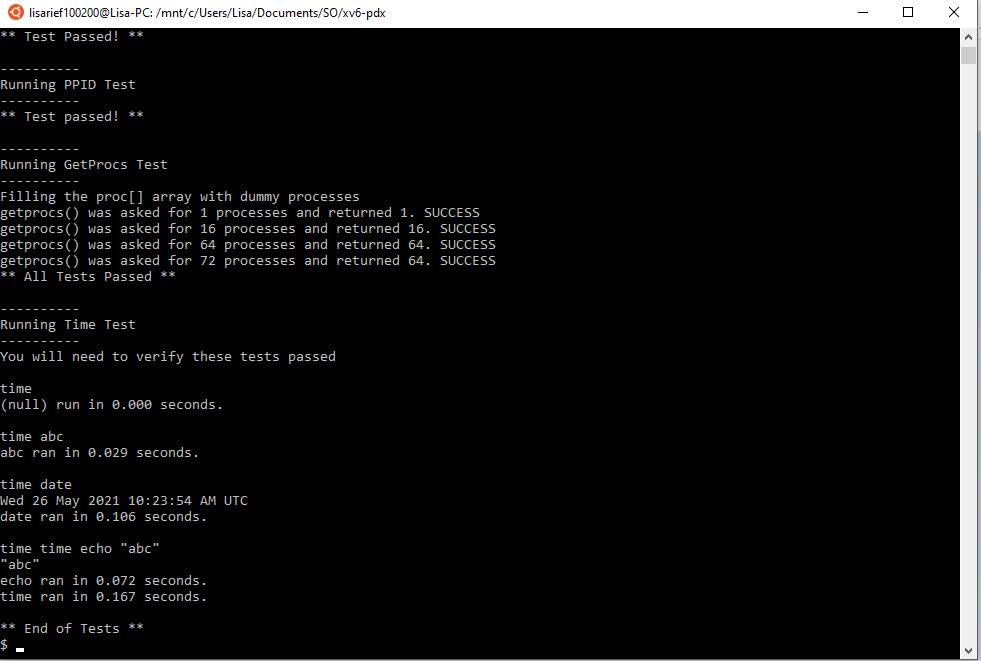 lisarief100200@Lisa-PC: /mnt/c/Users/Lisa/Documents/SO/xv6-pdx
** Test Passed! **
----------
Running PPID Test
----------
** Test passed! **
----------
Running GetProcs Test
----------
Filling the proc[] array with dummy processes
getprocs() was asked for 1 processes and returned 1. SUCCESS
getprocs() was asked for 16 processes and returned 16. SUCCESS
getprocs() was asked for 64 processes and returned 64. SUCCESS
getprocs() was asked for 72 processes and returned 64. SUCCESS
** All Tests Passed **
----------
Running Time Test
----------
You will need to verify these tests passed
time
(null) run in 0.000 seconds.
time abc
abc ran in 0.029 seconds.
time date
Wed 26 May 2021 10:23:54 AM UTC
date ran in 0.106 seconds.
time time echo "abc"
"abc"
echo ran in 0.072 seconds.
time ran in 0.167 seconds.
** End of Tests **
$